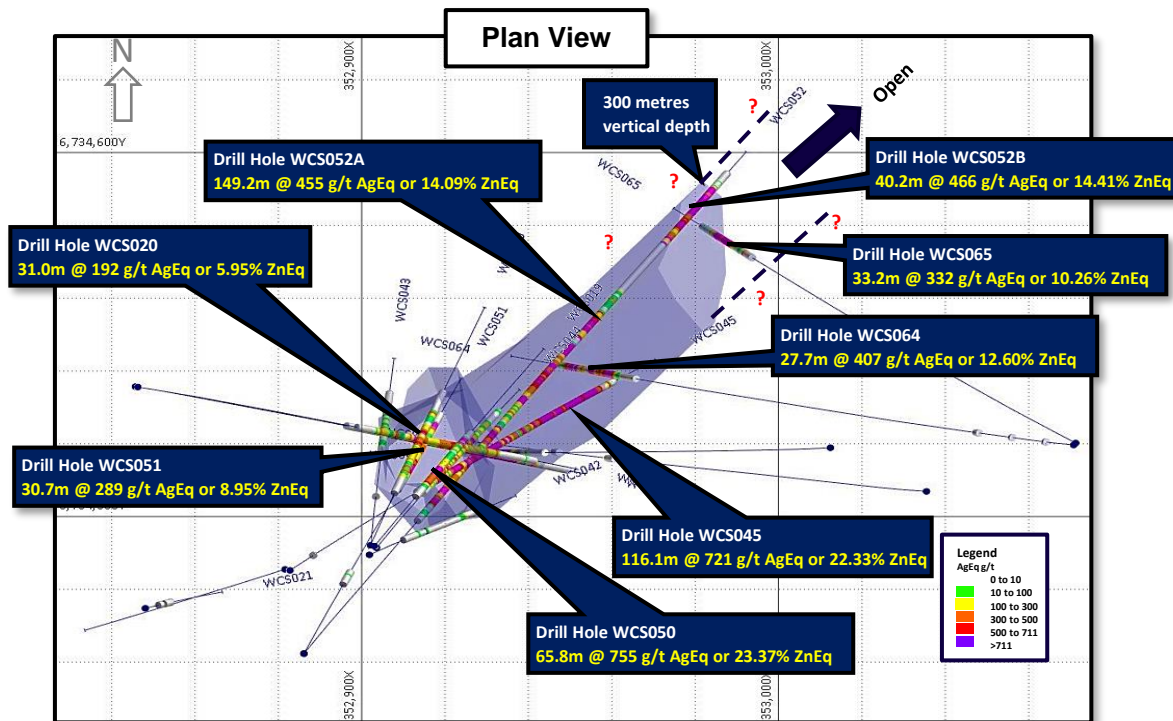 Plan View
N
352,900X
353,000X
Open
WCS052
?
300 metres
vertical depth
6,734,600Y
Drill Hole WCS052A
149.2m @ 455 g/t AgEq or 14.09% ZnEq
WCS065
?
Drill Hole WCS052B
40.2m @ 466 g/t AgEq or 14.41% ZnEq
Drill Hole WCS020
31.0m @ 192 g/t AgEq or 5.95% ZnEq
?
?
Drill Hole WCS065
33.2m @ 332 g/t AgEq or 10.26% ZnEq
WCS043
WCS051
WCS064
WCS044
?
WCS045
Drill Hole WCS064
27.7m @ 407 g/t AgEq or 12.60% ZnEq
Drill Hole WCS051
30.7m @ 289 g/t AgEq or 8.95% ZnEq
WCS042
Drill Hole WCS045
116.1m @ 721 g/t AgEq or 22.33% ZnEq
WCS021
Drill Hole WCS050
65.8m @ 755 g/t AgEq or 23.37% ZnEq
Legend
AgEq g/t
0 to 10
10 to 100
100 to 300
300 to 500
500 to 711
>711
352,900X
353,000X